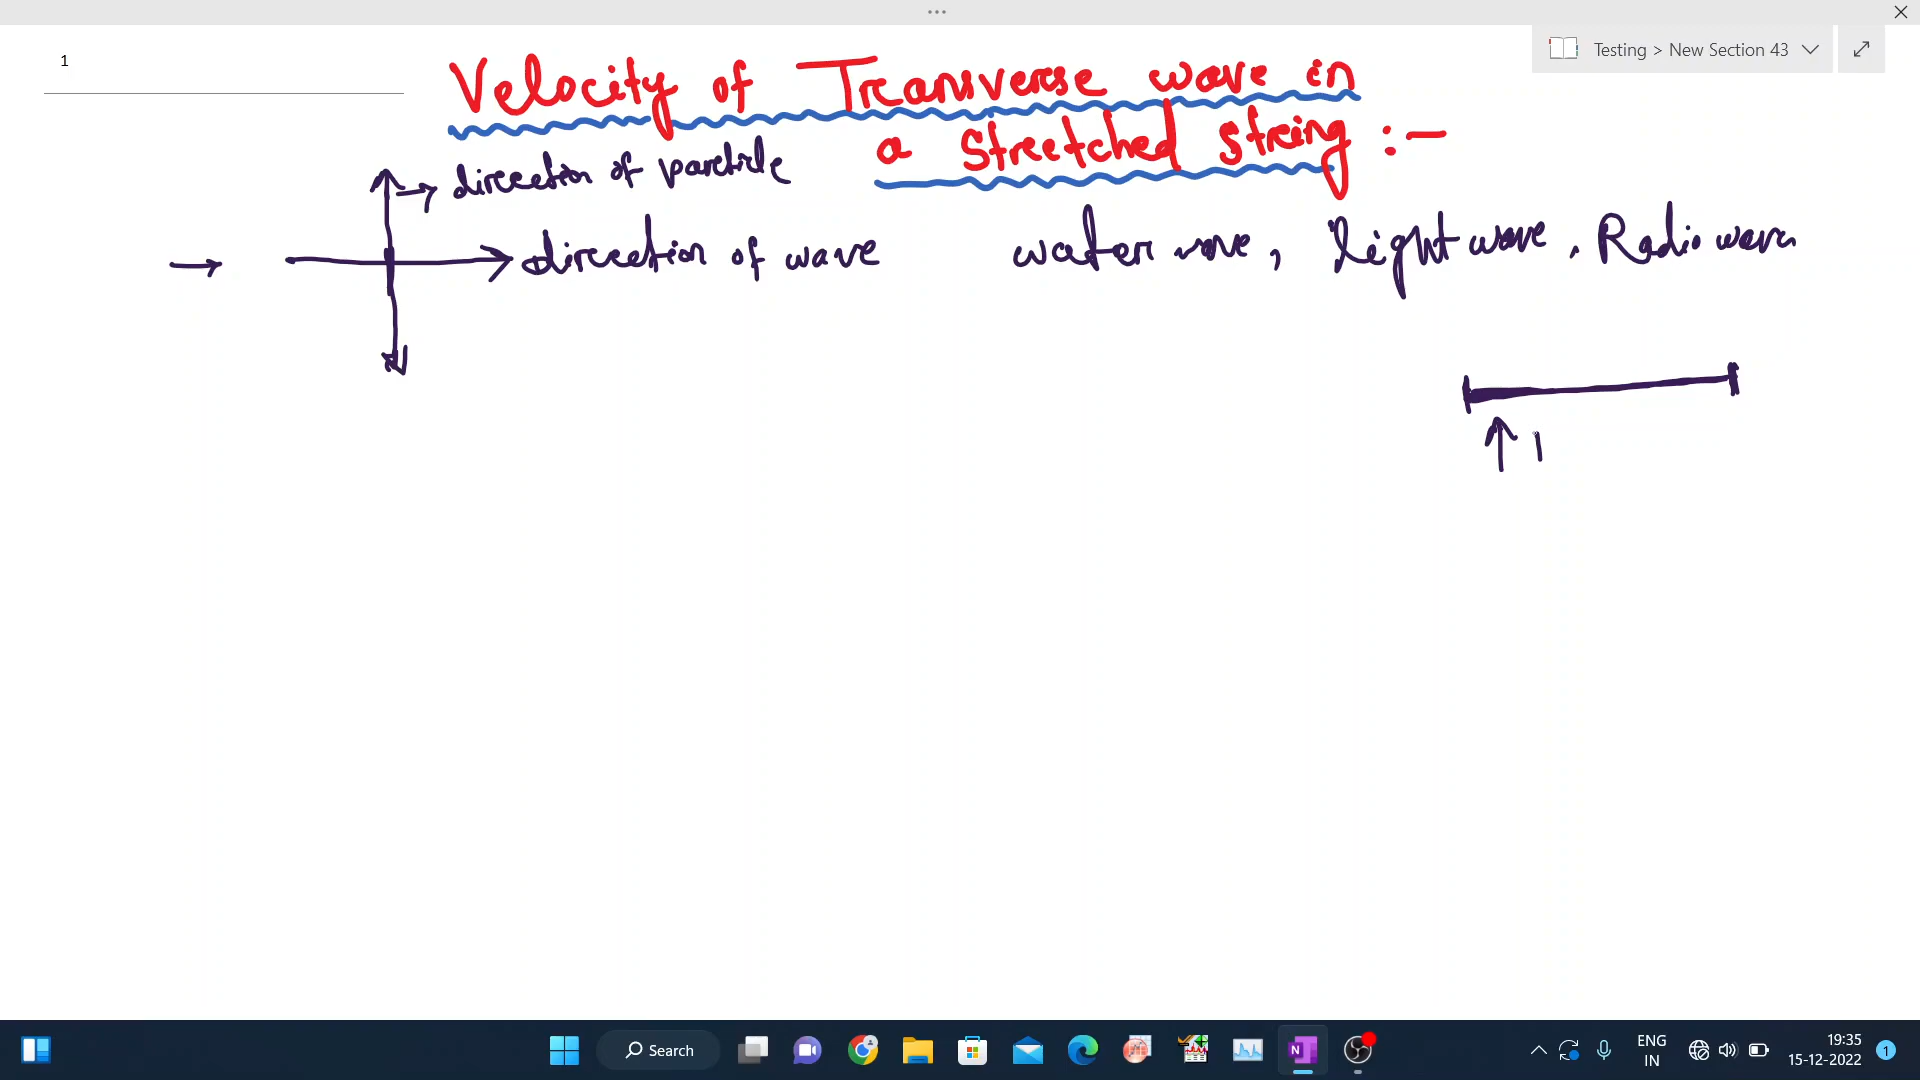 1
Testing > New Section 43
Velocity of Transverse wave in
a stretched string :-
direction of particle
direction of wave
water wave, light wave, Radio wave
Search
ENG
IN
19:35
15-12-2022
1